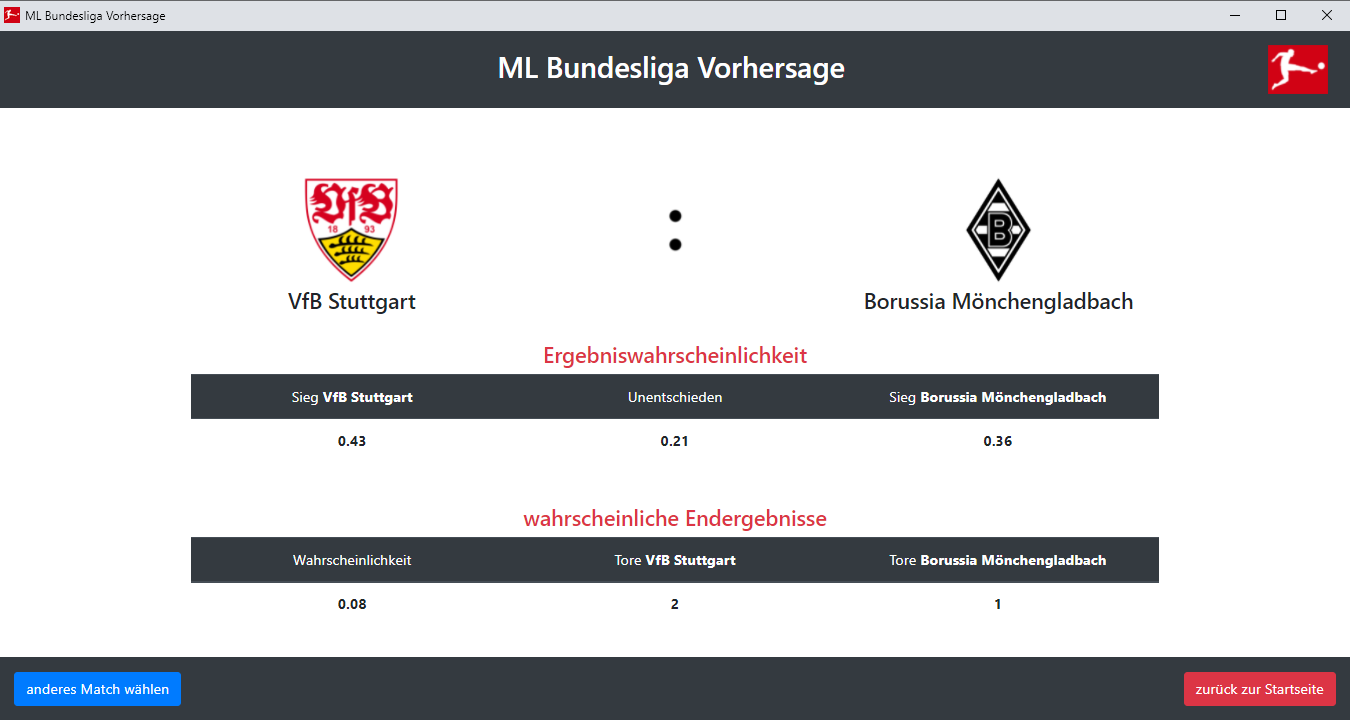 ML Bundesliga Vorhersage
ML Bundesliga Vorhersage
VfB
18 93
:
B
VfB Stuttgart
Borussia Mönchengladbach
Ergebniswahrscheinlichkeit
Sieg VfB Stuttgart Unentschieden Sieg Borussia Mönchengladbach
0.43 0.21 0.36
wahrscheinliche Endergebnisse
Wahrscheinlichkeit Tore VfB Stuttgart Tore Borussia Mönchengladbach
0.08 2 1
anderes Match wählen zurück zur Startseite